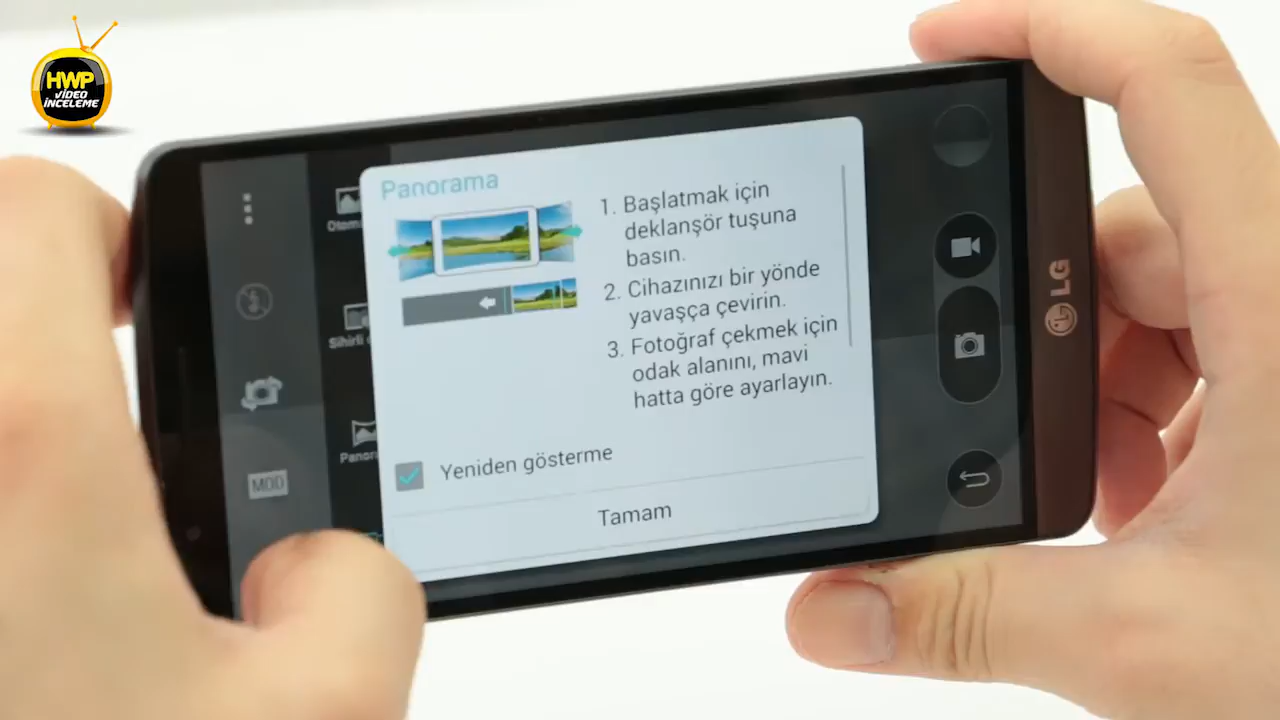 HWP
VİDEO
İNCELEME
Panorama
1. Başlatmak için
deklanşör tuşuna
basın.
2. Cihazınızı bir yönde
yavaşça çevirin.
3. Fotoğraf çekmek için
odak alanını, mavi
hatta göre ayarlayın.
Yeniden gösterme
Tamam
Sihirli
MOD
LG